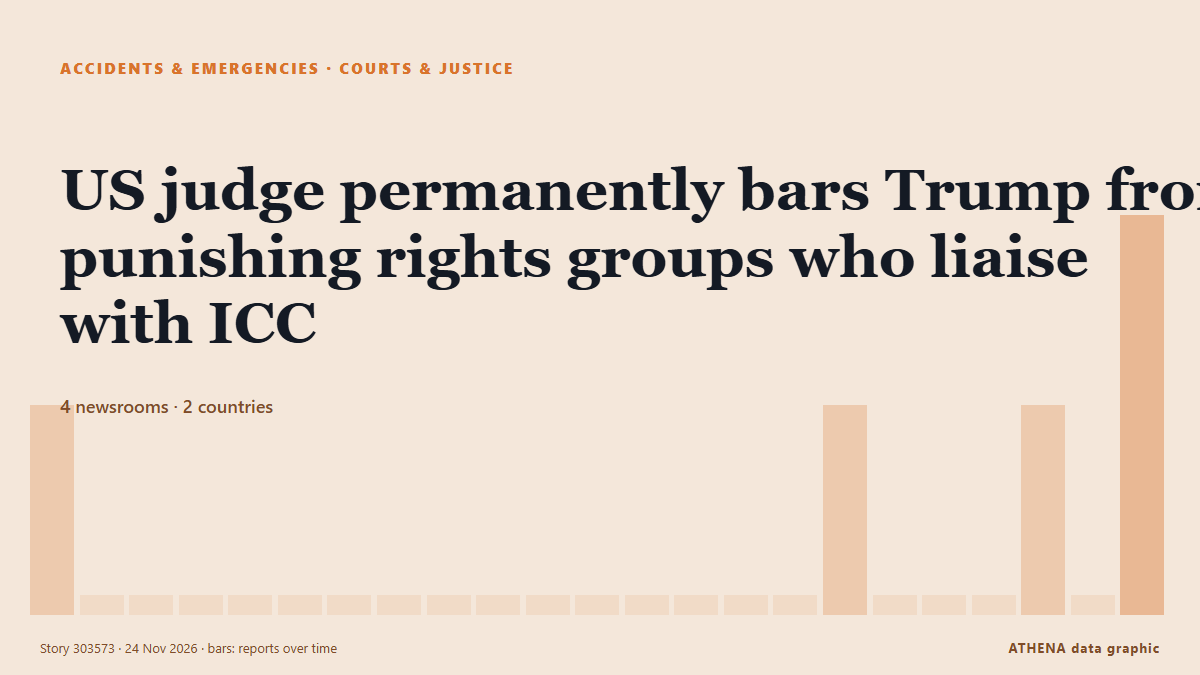 ACCIDENTS & EMERGENCIES · COURTS & JUSTICE
US judge permanently bars Trump
punishing rights groups who liaise
with ICC
4 newsrooms · 2 countries
Story 303573 · 24 Nov 2026 · bars: reports over time
ATHENA data graphic